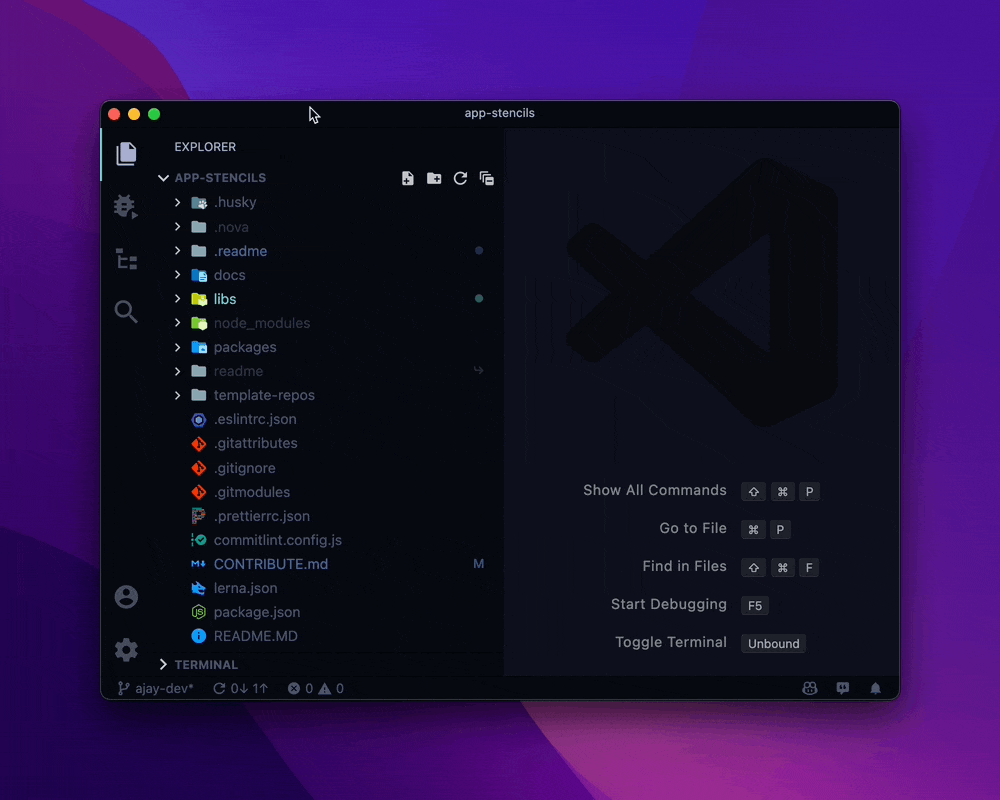 app-stencils
EXPLORER
APP-STENCILS
.husky
.nova
.readme
docs
libs
node_modules
packages
readme
template-repos
.eslintrc.json
.gitattributes
.gitignore
.gitmodules
.prettierrc.json
commitlint.config.js
CONTRIBUTE.md M
lerna.json
package.json
README.MD
TERMINAL
Show All Commands ⇧ ⌘ P
Go to File ⌘ P
Find in Files ⇧ ⌘ F
Start Debugging F5
Toggle Terminal Unbound
ajay-dev* 0↓ 1↑ 0 0